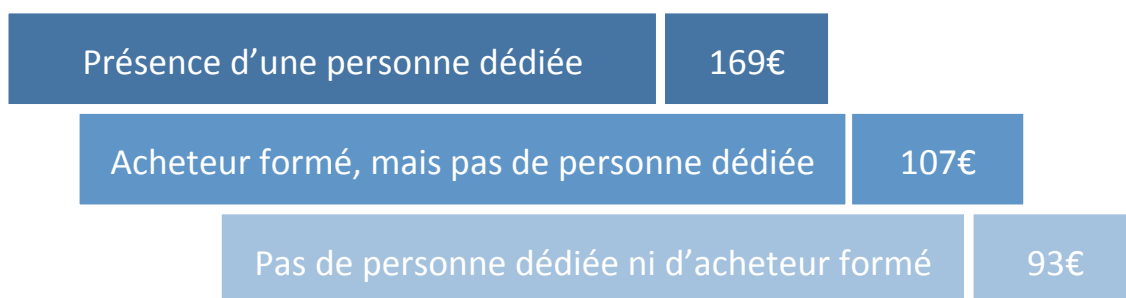 Présence d’une personne dédiée 169€
Acheteur formé, mais pas de personne dédiée 107€
Pas de personne dédiée ni d’acheteur formé 93€